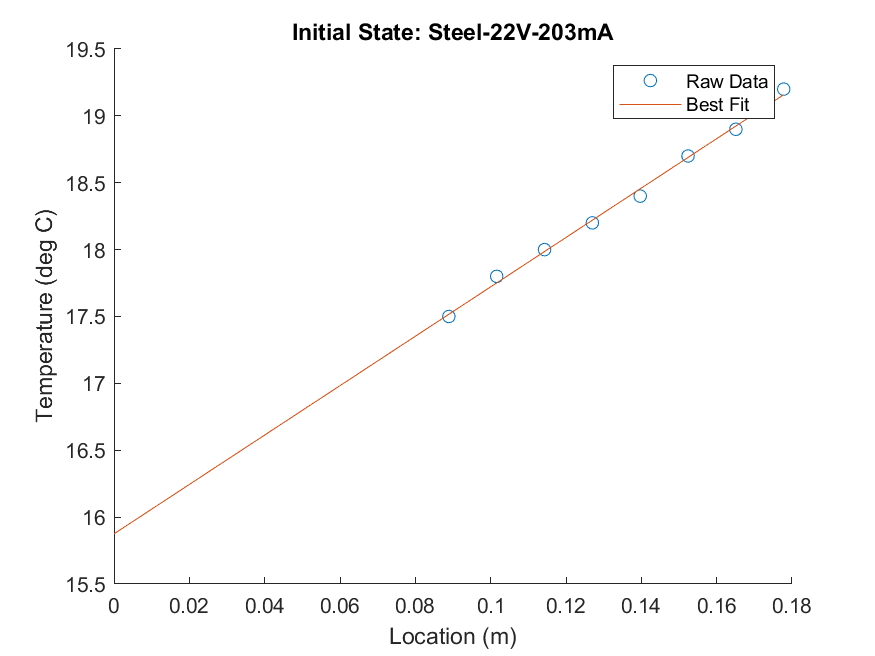 Initial State: Steel-22V-203mA
19.5
19
18.5
18
17.5
17
16.5
16
15.5
Temperature (deg C)
Raw Data
Best Fit
0 0.02 0.04 0.06 0.08 0.1 0.12 0.14 0.16 0.18
Location (m)